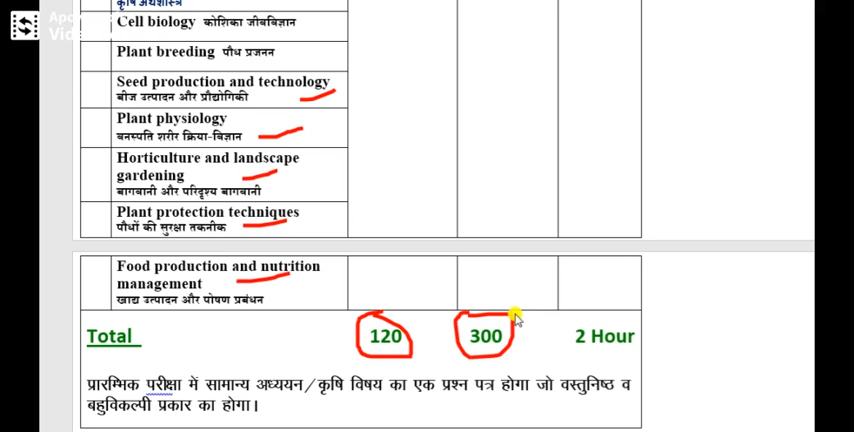 कृषि अर्थशास्त्र
Cell biology कोशिका जीवविज्ञान
Plant breeding पौध प्रजनन
Seed production and technology
बीज उत्पादन और प्रौद्योगिकी
Plant physiology
वनस्पति शरीर क्रिया-विज्ञान
Horticulture and landscape
gardening
बागवानी और परिदृश्य बागवानी
Plant protection techniques
पौधों की सुरक्षा तकनीक
Food production and nutrition
management
खाद्य उत्पादन और पोषण प्रबंधन
Total 120 300 2 Hour
प्रारम्भिक परीक्षा में सामान्य अध्ययन/कृषि विषय का एक प्रश्न पत्र होगा जो वस्तुनिष्ठ व
बहुविकल्पी प्रकार का होगा।